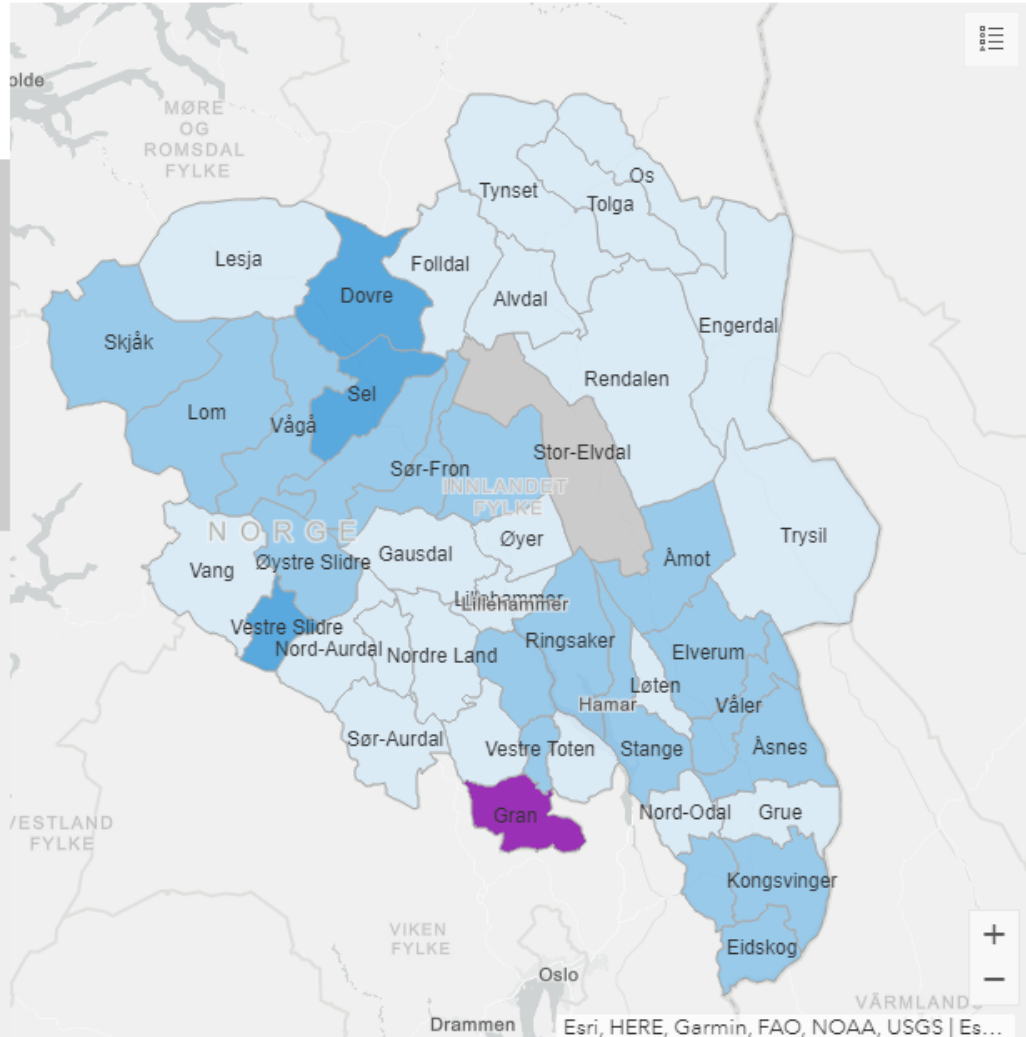 olde
MØRE
OG
ROMSDAL
FYLKE
Os
Tynset
Tolga
Lesja
Folldal
Dovre
Alvdal
Engerdal
Skjåk
Rendalen
Sel
Lom
Vågå
Stor-Elvdal
Sør-Fron
INNLANDET
FYLKE
NORGE
Øyer
Trysil
Gausdal
Åmot
Øystre Slidre
Vang
Lillehammer
Lillehammer
Vestre Slidre
Ringsaker
Nord-Aurdal
Nordre Land
Elverum
Løten
Hamar
Våler
Sør-Aurdal
Vestre Toten
Stange
Åsnes
Nord-Odal
Grue
Gran
VESTLAND
FYLKE
Kongsvinger
VIKEN
FYLKE
Eidskog
Oslo
VÄRMLANDS
Drammen
Esri, HERE, Garmin, FAO, NOAA, USGS | Es...